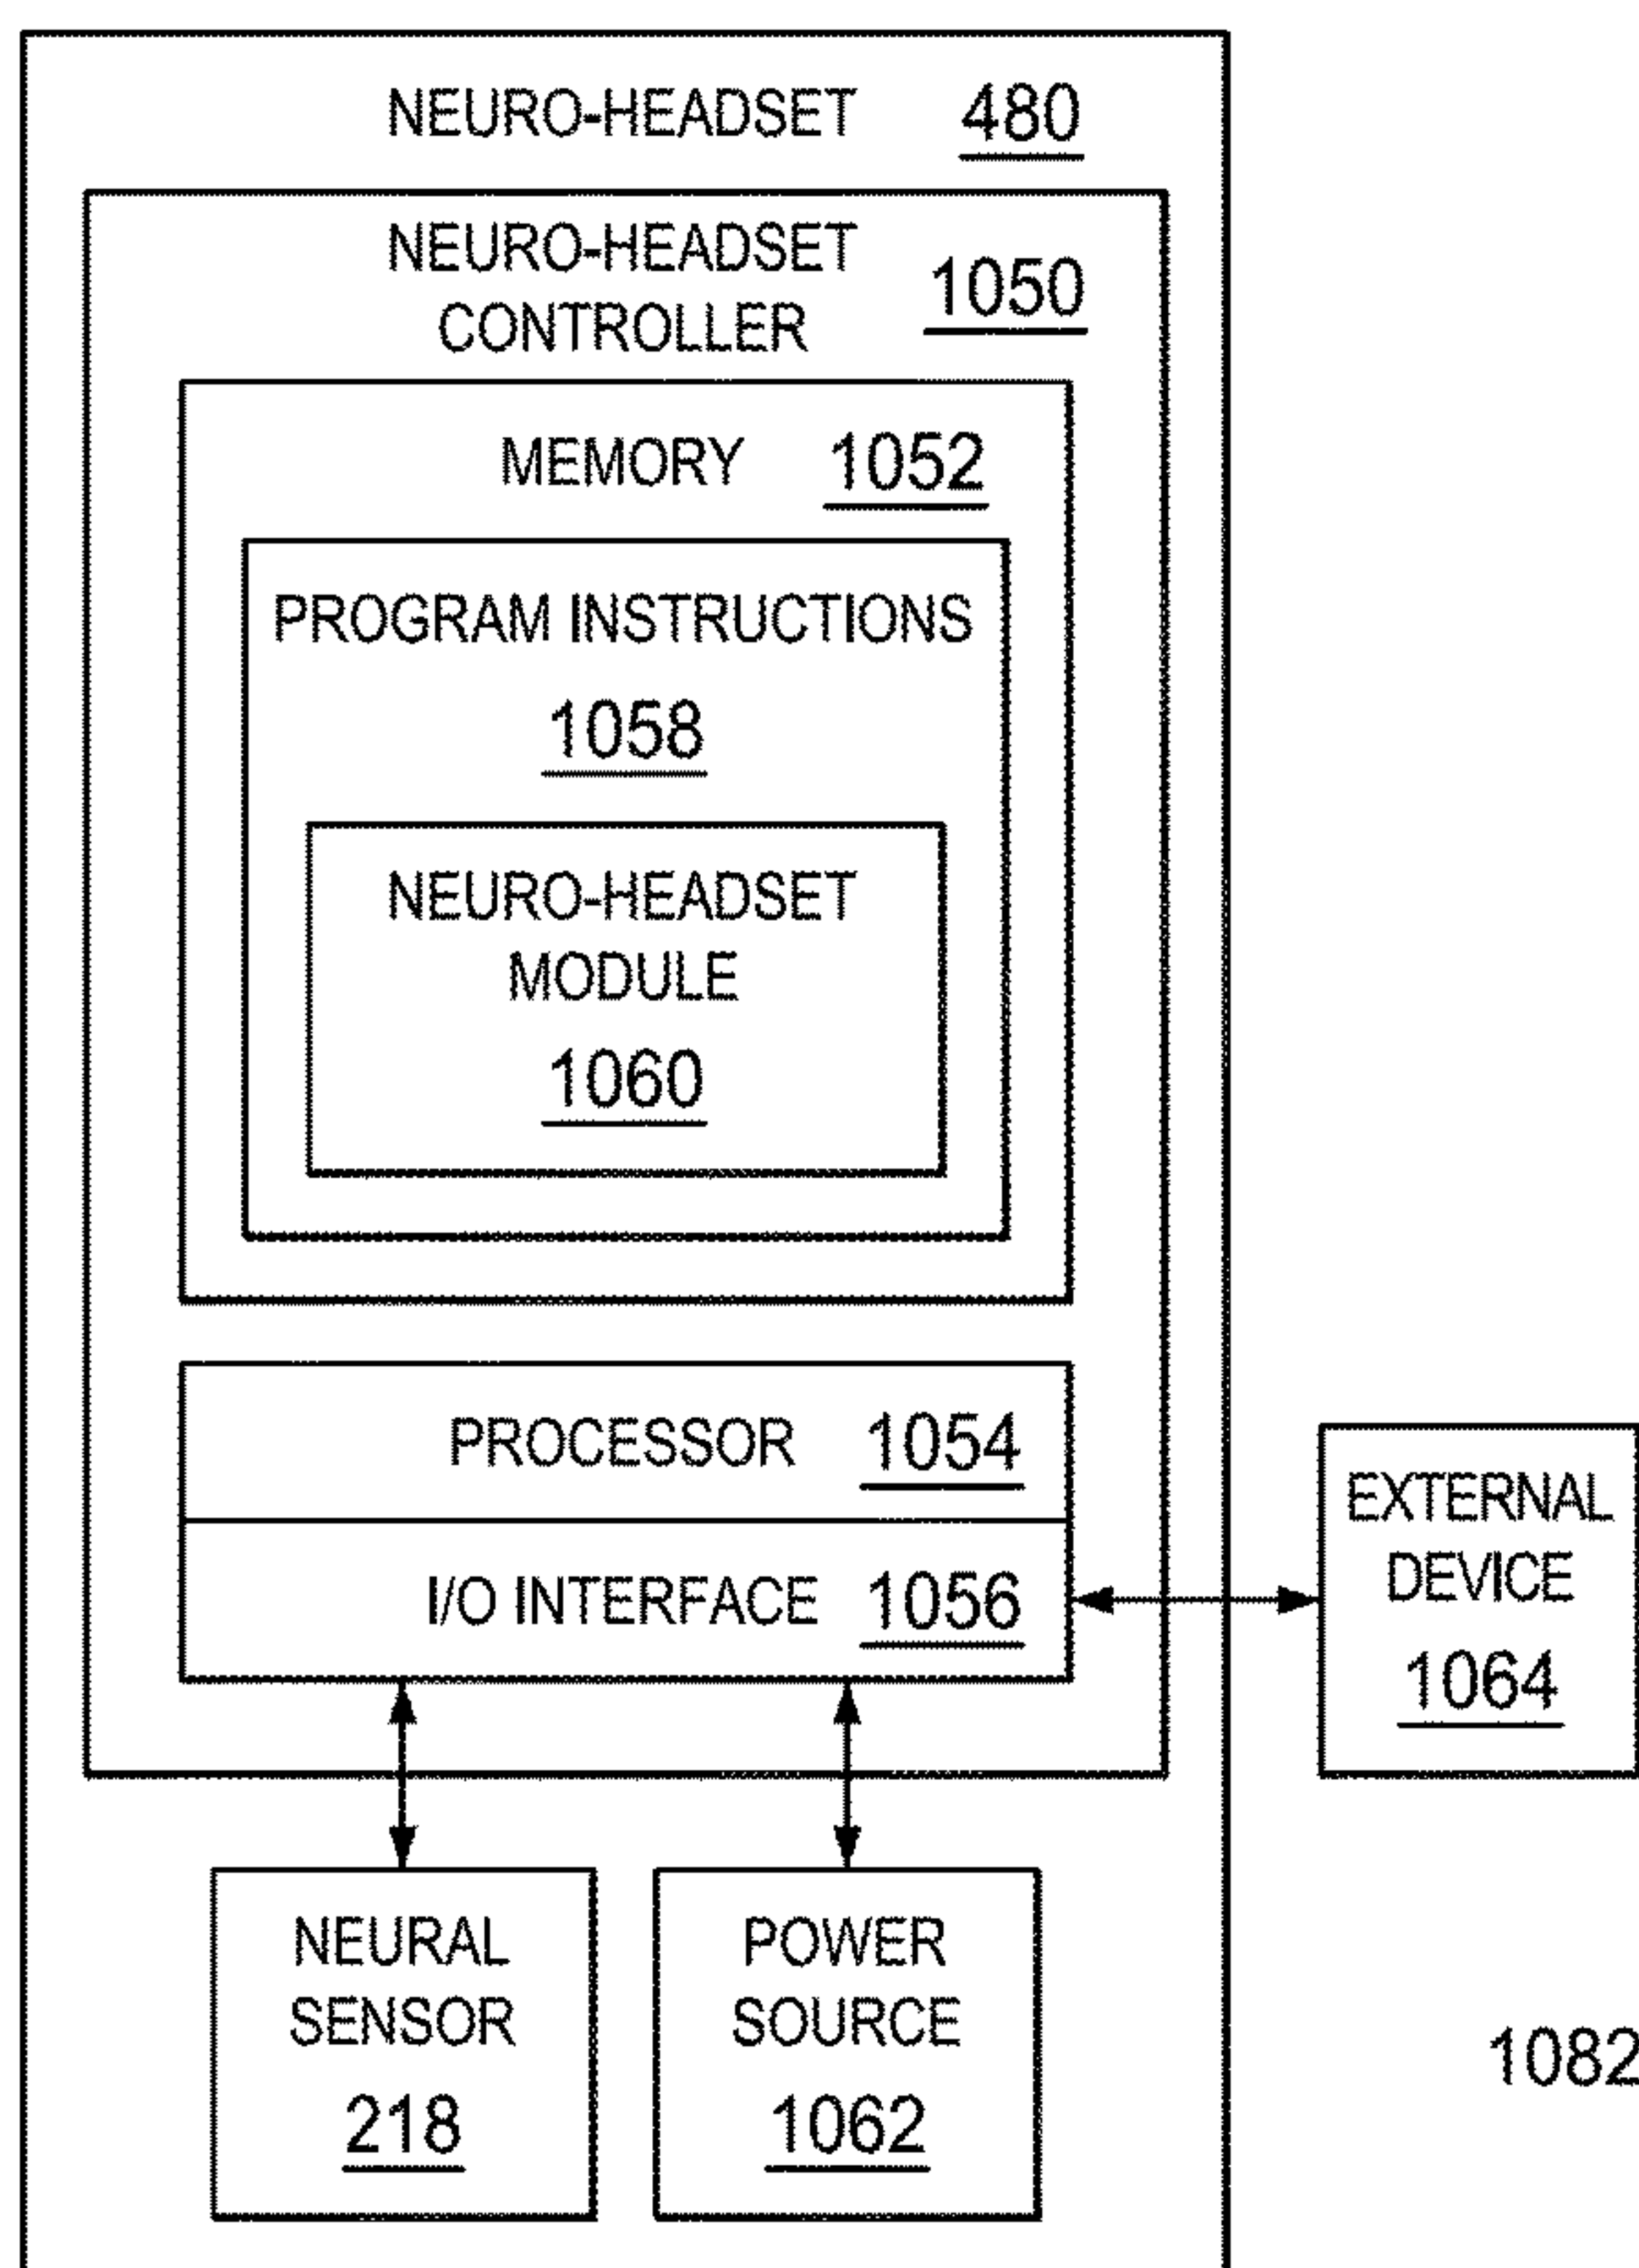 NEURO-HEADSET 480
NEURO-HEADSET
CONTROLLER 1050
MEMORY 1052
PROGRAM INSTRUCTIONS
1058
NEURO-HEADSET
MODULE
1060
PROCESSOR 1054
I/O INTERFACE 1056
EXTERNAL
DEVICE
1064
NEURAL
SENSOR
218
POWER
SOURCE
1062
1082